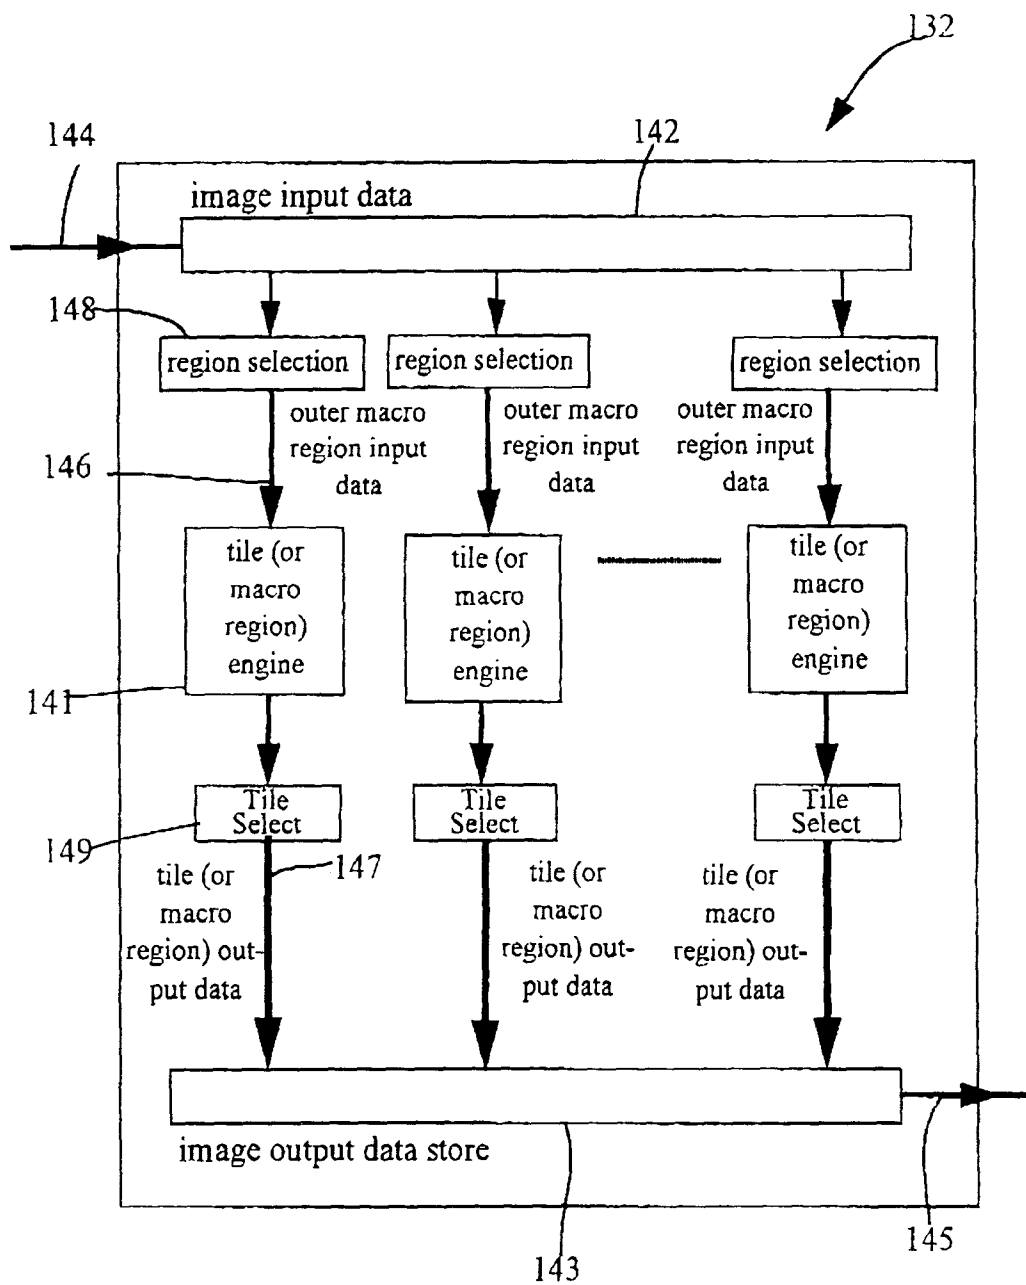 132
144
142
image input data
148
region selection
region selection
region selection
outer macro
region input
data
outer macro
region input
data
outer macro
region input
data
146
tile (or
macro
region)
engine
tile (or
macro
region)
engine
tile (or
macro
region)
engine
141
Tile
Select
Tile
Select
Tile
Select
149
147
tile (or
macro
region) out-
put data
tile (or
macro
region) out-
put data
tile (or
macro
region) out-
put data
image output data store
145
143